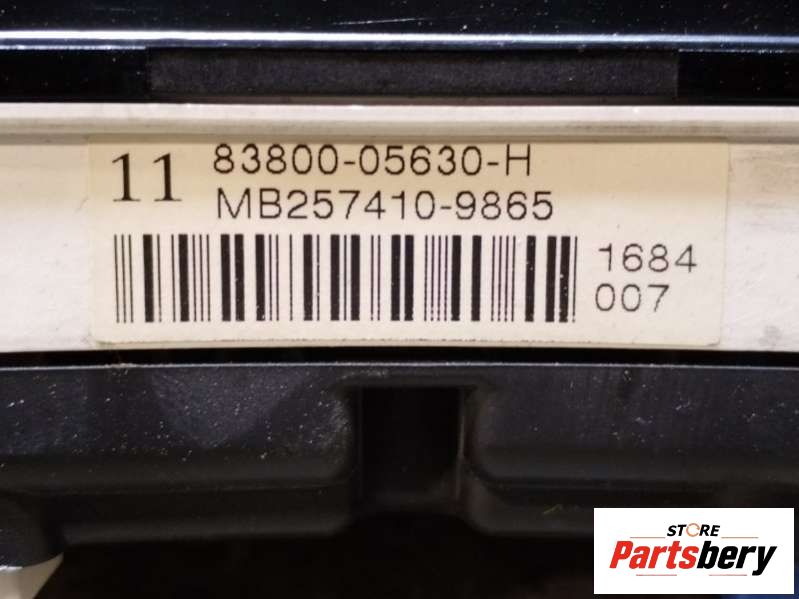 11 83800-05630-H
MB257410-9865
1684
007
STORE
Partsbery